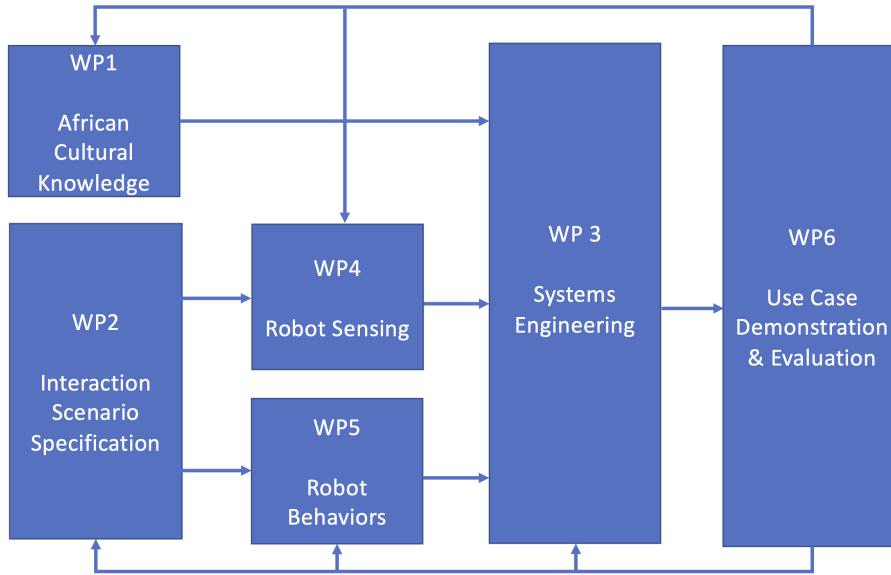 WP1
African
Cultural
Knowledge
WP2
Interaction
Scenario
Specification
WP4
Robot Sensing
WP5
Robot
Behaviors
WP 3
Systems
Engineering
WP6
Use Case
Demonstration
& Evaluation